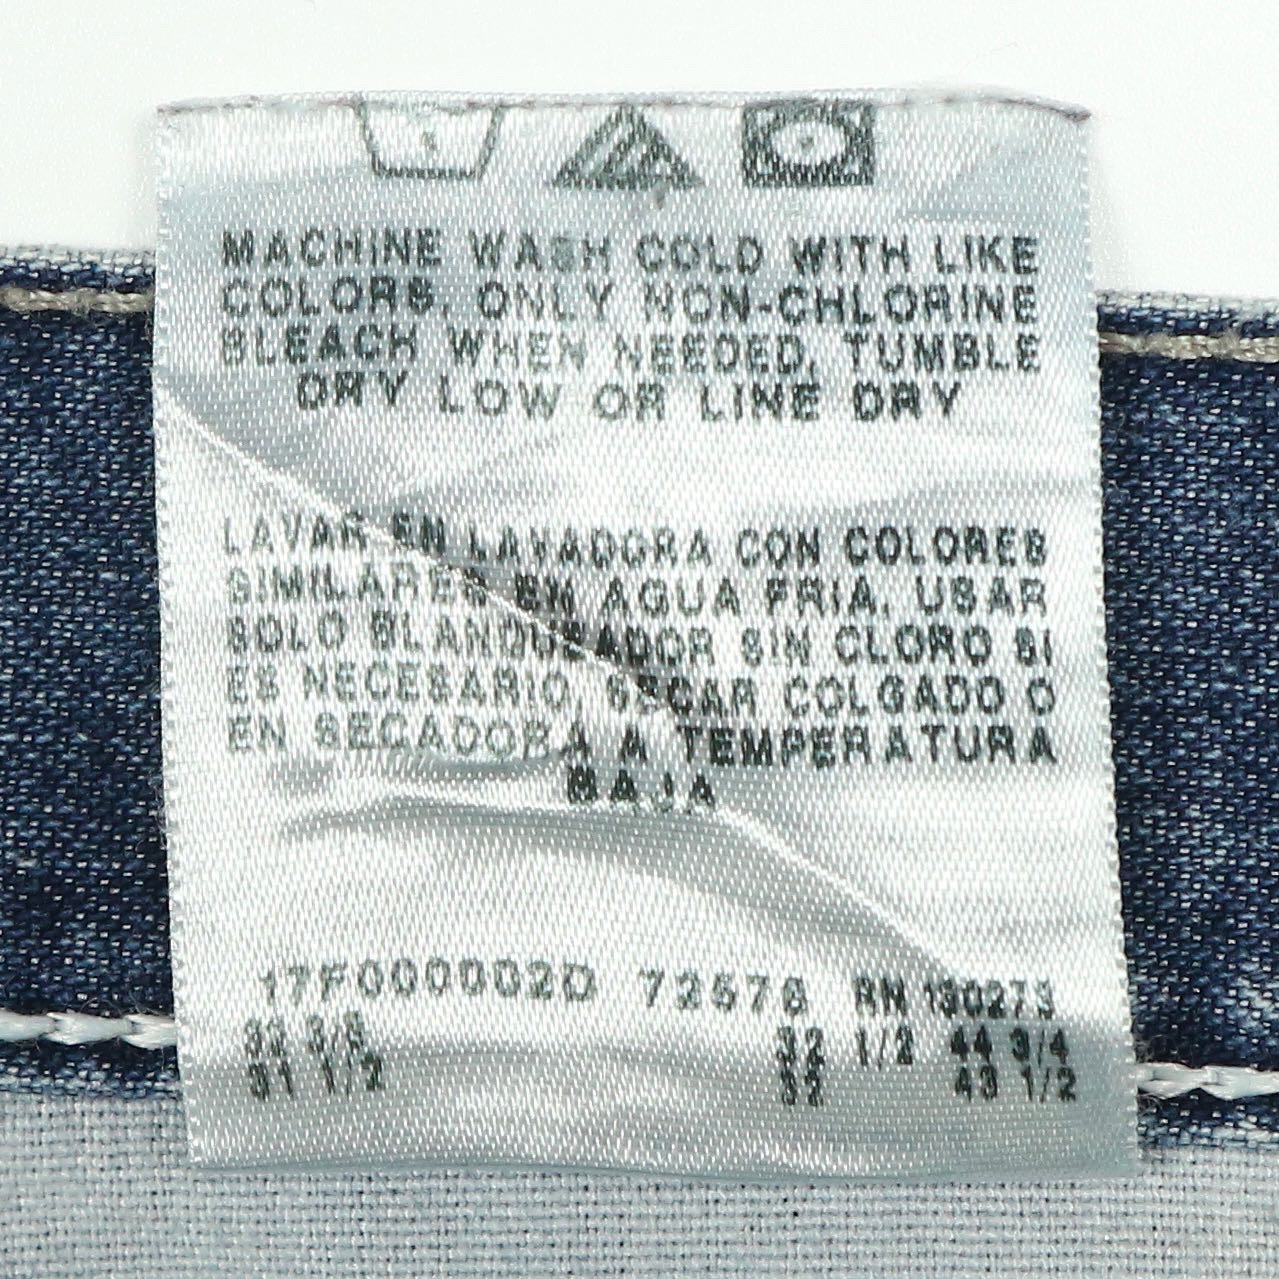 MACHINE WASH COLD WITH LIKE
COLORS, ONLY NON-CHLORINE
BLEACH WHEN NEEDED, TUMBLE
DRY LOW OR LINE DRY
LAVAR EN LAVADORA CON COLORES
SIMILARES EN AGUA FRIA, USAR
SOLO BLANQUEADOR SIN CLORO SI
ES NECESARIO, SECAR COLGADO O
EN SECADORA A TEMPERATURA
BAJA
17F000002D 72578 RN 130273
32 3/8 32 1/2 44 3/4
31 1/2 32 43 1/2